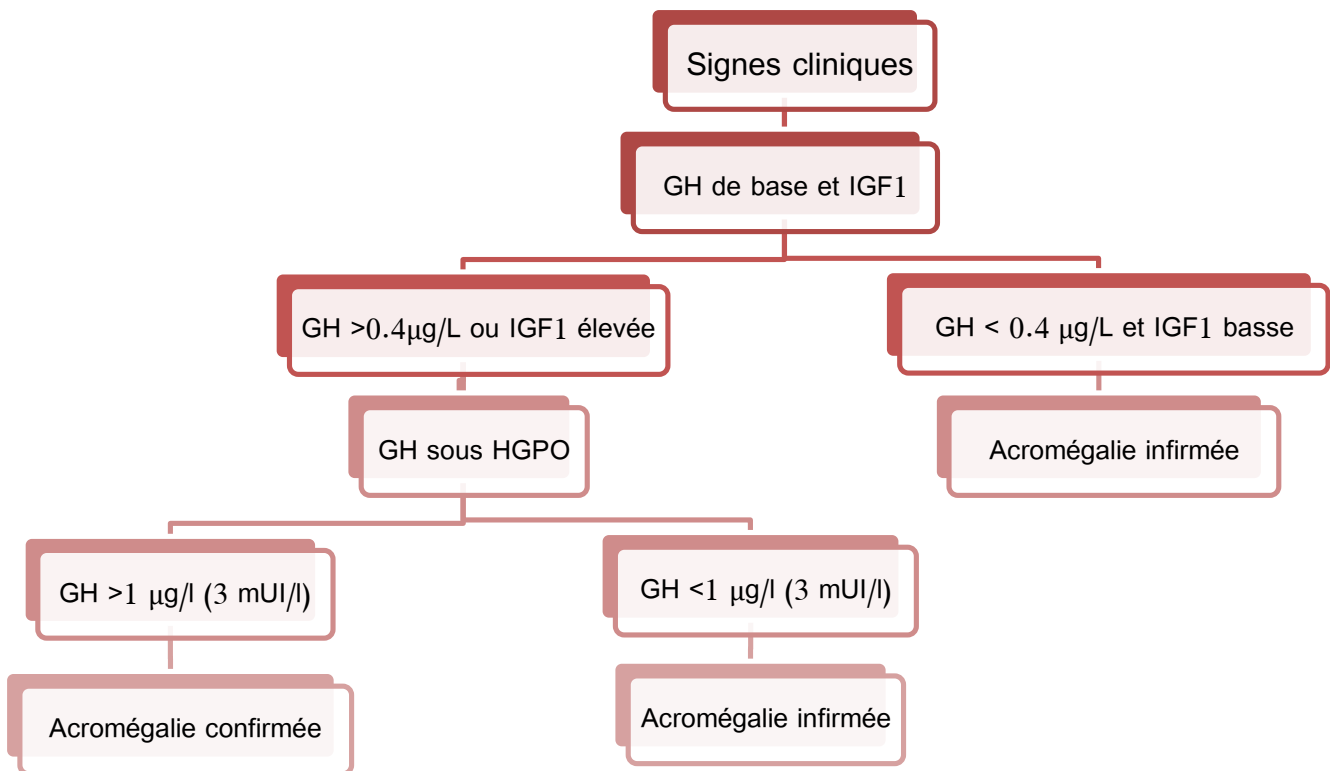 Signes cliniques
GH de base et IGF1
GH >0.4µg/L ou IGF1 élevée
GH < 0.4 µg/L et IGF1 basse
GH sous HGPO
Acromégalie infirmée
GH >1 µg/l (3 mUI/l)
GH <1 µg/l (3 mUI/l)
Acromégalie confirmée
Acromégalie infirmée